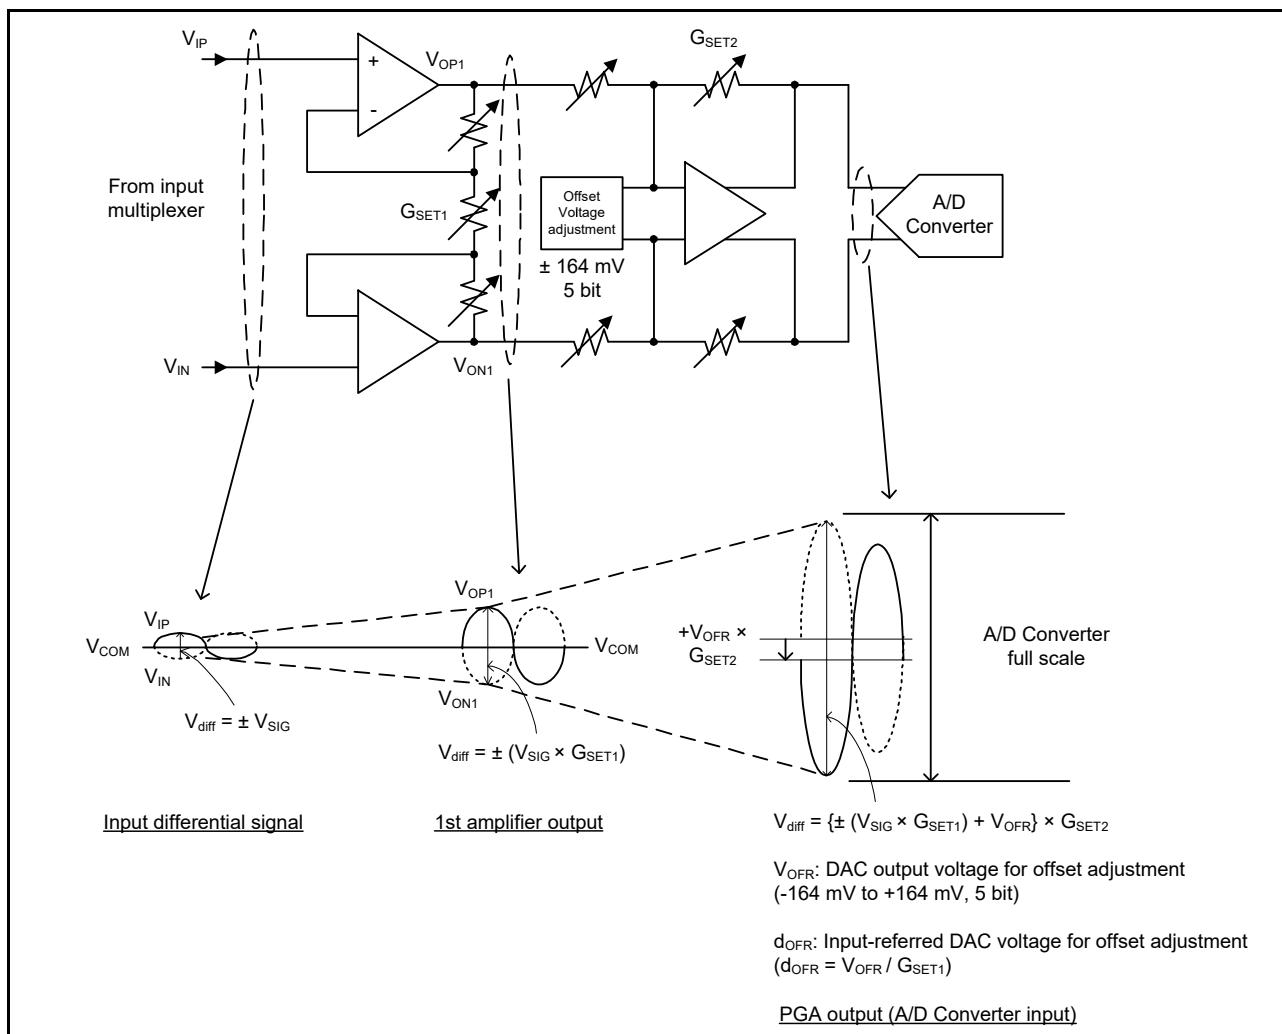 V_IP
V_OP1
G_SET2
+
-
From input
multiplexer
G_SET1
Offset
Voltage
adjustment
± 164 mV
5 bit
A/D
Converter
V_IN
V_ON1
V_IP
V_COM
V_IN
V_diff = ± V_SIG
V_OP1
V_COM
V_ON1
V_diff = ± (V_SIG × G_SET1)
+V_OFR ×
G_SET2
A/D Converter
full scale
Input differential signal
1st amplifier output
V_diff = {± (V_SIG × G_SET1) + V_OFR} × G_SET2
V_OFR: DAC output voltage for offset adjustment
(-164 mV to +164 mV, 5 bit)
d_OFR: Input-referred DAC voltage for offset adjustment
(d_OFR = V_OFR / G_SET1)
PGA output (A/D Converter input)